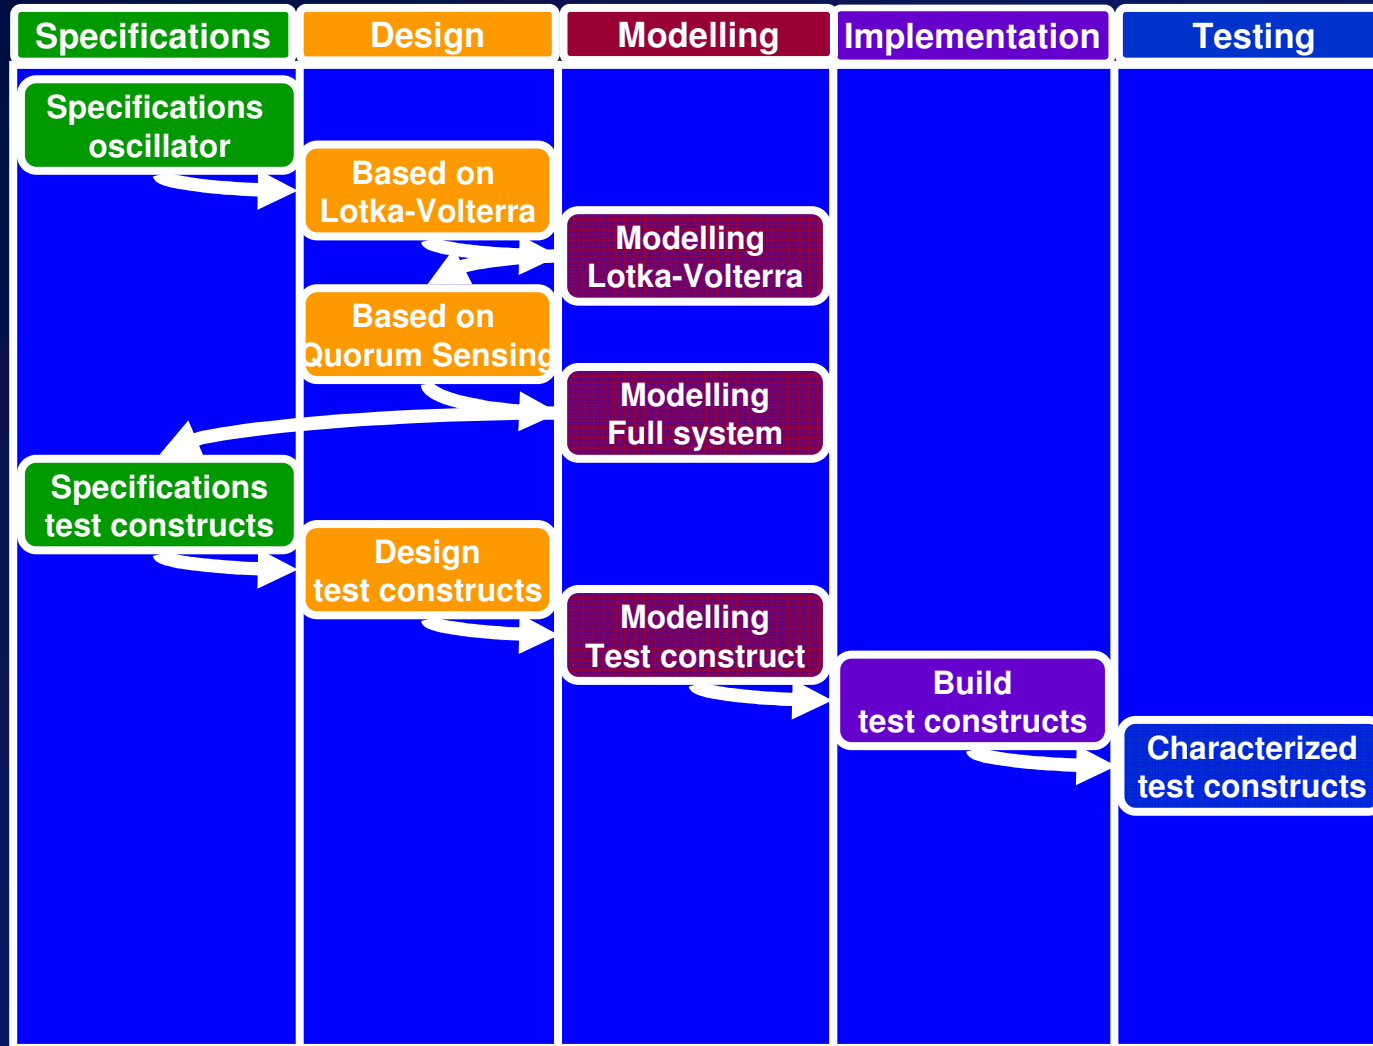 Specifications
Design
Modelling
Implementation
Testing
Specifications
oscillator
Based on
Lotka-Volterra
Modelling
Lotka-Volterra
Based on
Quorum Sensing
Modelling
Full system
Specifications
test constructs
Design
test constructs
Modelling
Test construct
Build
test constructs
Characterized
test constructs